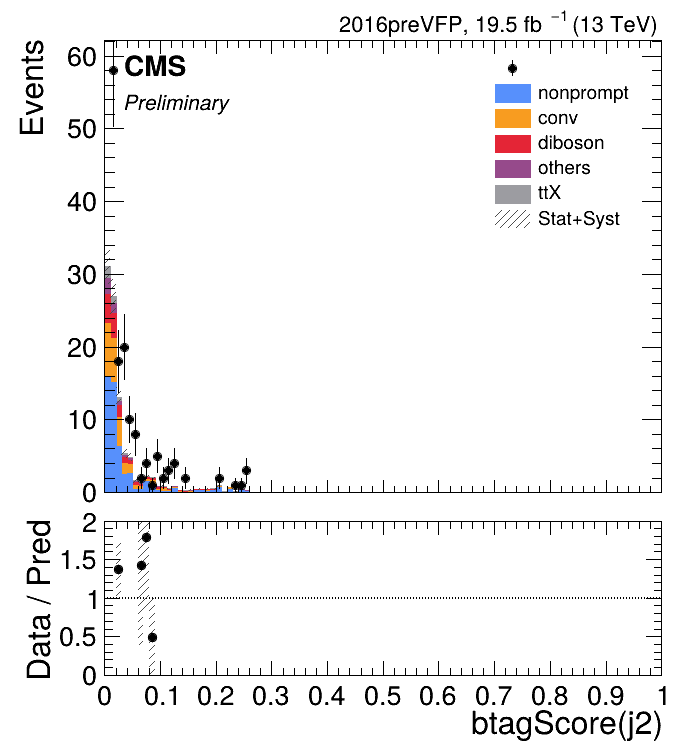 2016preVFP, 19.5 fb⁻¹ (13 TeV)
Events
60
50
40
30
20
10
0
CMS
Preliminary
nonprompt
conv
diboson
others
ttX
Stat+Syst
Data / Pred
2
1.5
1
0.5
0
0 0.1 0.2 0.3 0.4 0.5 0.6 0.7 0.8 0.9 1
btagScore(j2)